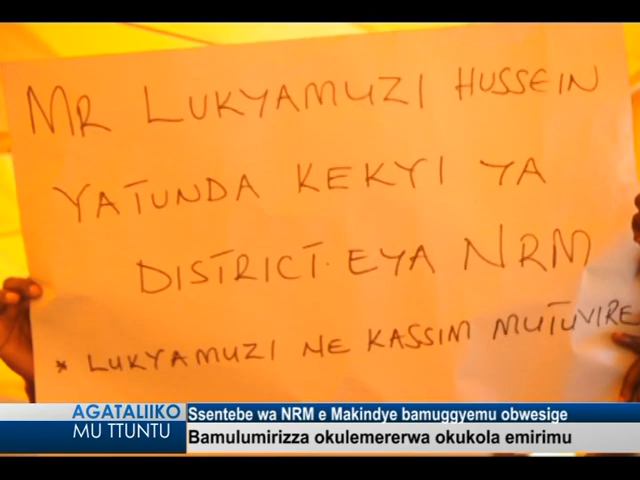 MR LUKYAMUZI HUSSEIN
YATUNDA KEKYI YA
DISTRICT. EYA NRM
* LUKYAMUZI NE KASSIM MUTUVIRE
AGATALIIKO
MU TTUNTU
Ssentebe wa NRM e Makindye bamuggyemu obwesige
Bamulumirizza okulemererwa okukola emirimu